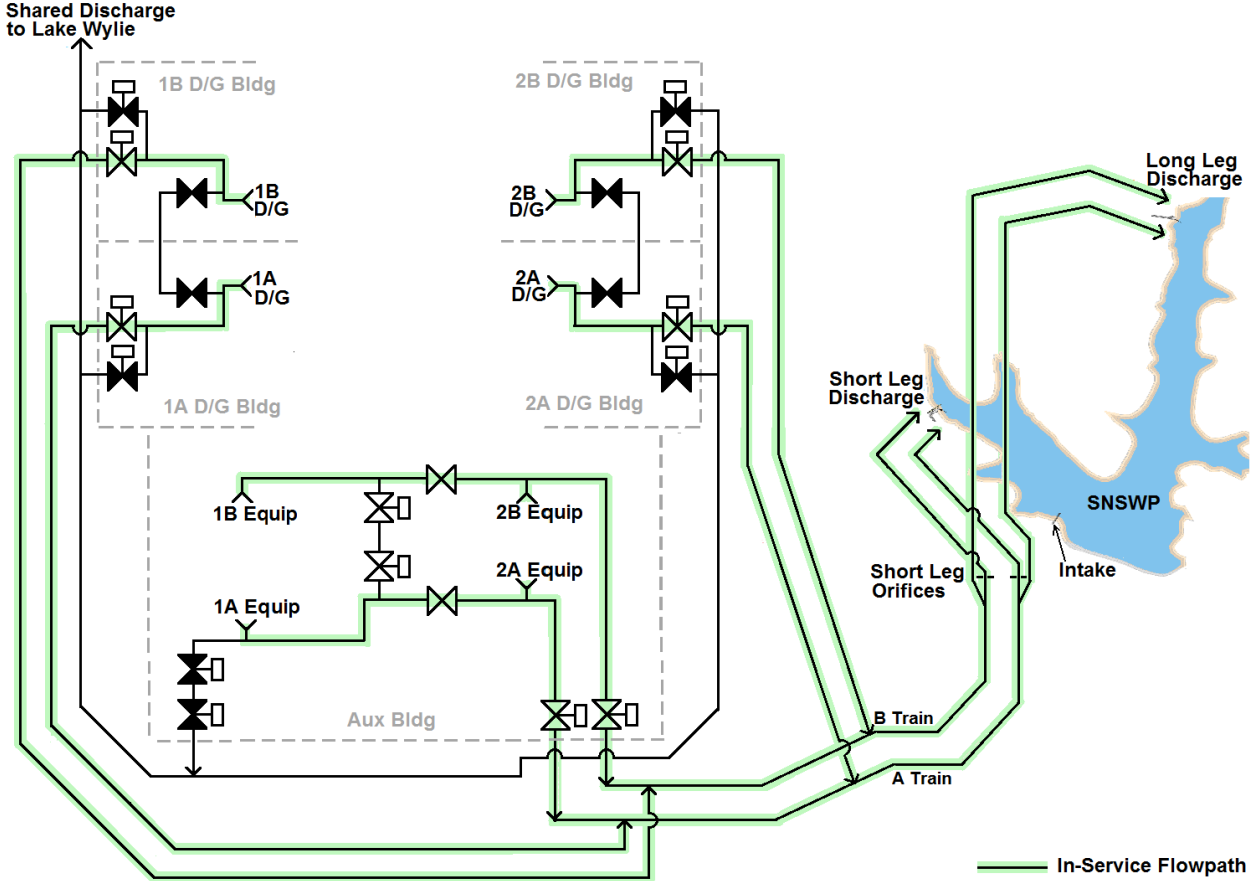 Shared Discharge
to Lake Wylie
1B D/G Bldg
2B D/G Bldg
Long Leg
Discharge
1B
D/G
2B
D/G
1A
D/G
2A
D/G
Short Leg
Discharge
1A D/G Bldg
2A D/G Bldg
SNSWP
1B Equip
2B Equip
2A Equip
Intake
Short Leg
Orifices
1A Equip
Aux Bldg
B Train
A Train
In-Service Flowpath